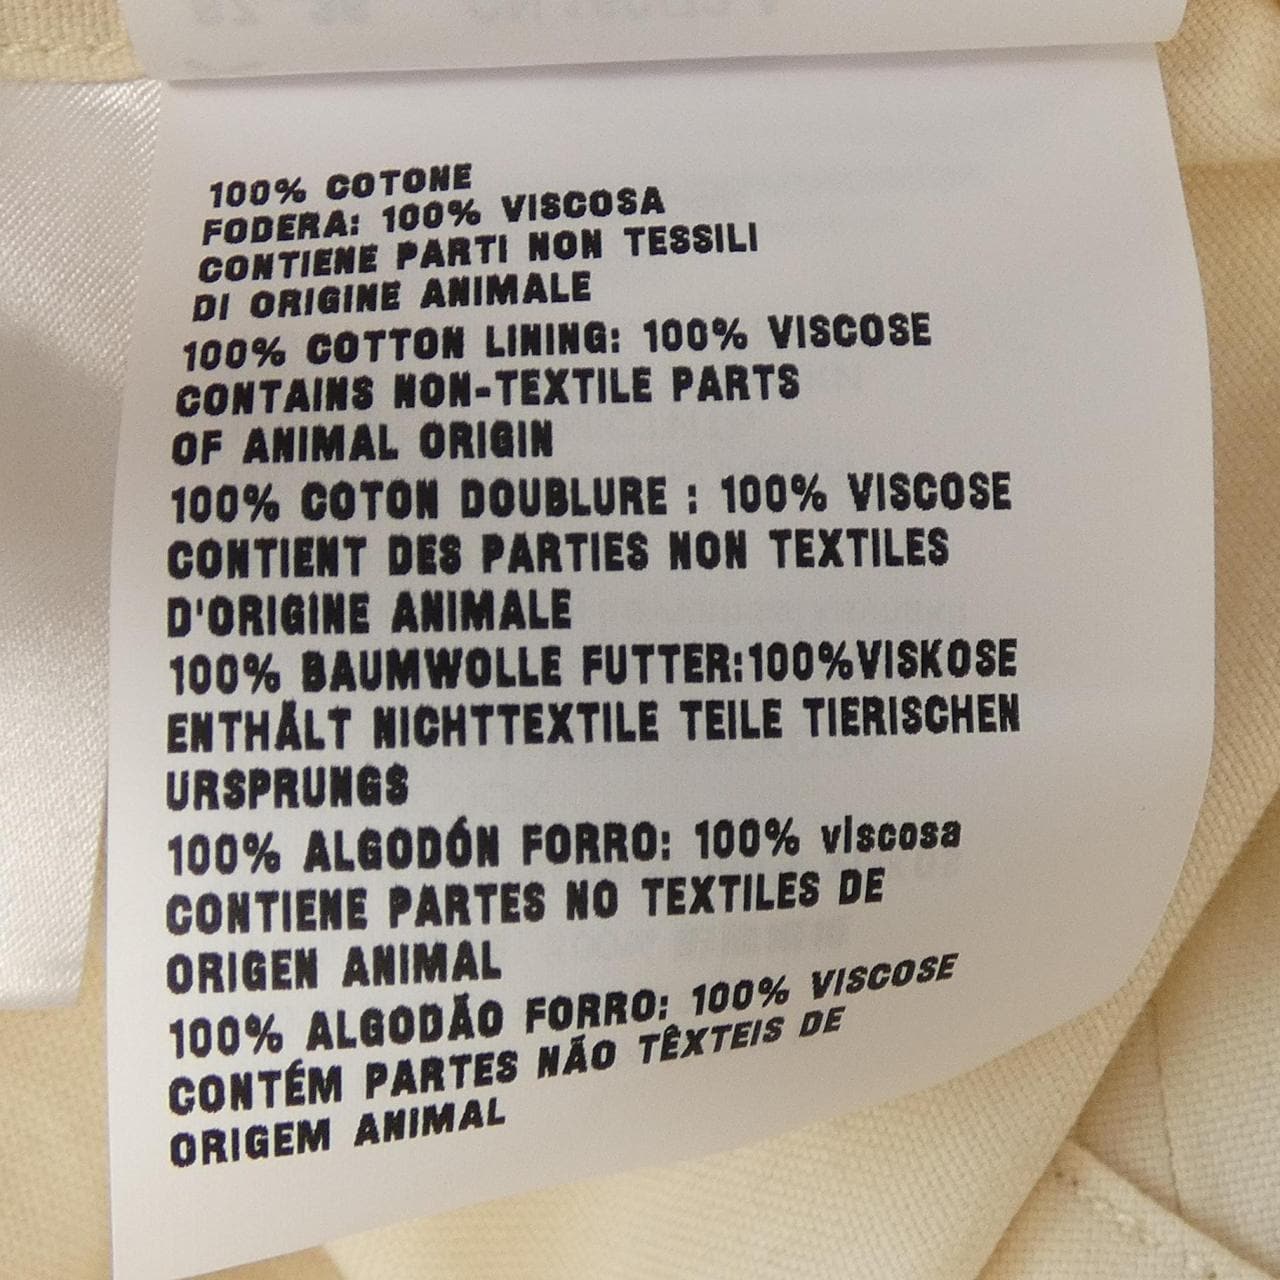 100% COTONE
FODERA: 100% VISCOSA
CONTIENE PARTI NON TESSILI
DI ORIGINE ANIMALE
100% COTTON LINING: 100% VISCOSE
CONTAINS NON-TEXTILE PARTS
OF ANIMAL ORIGIN
100% COTON DOUBLURE : 100% VISCOSE
CONTIENT DES PARTIES NON TEXTILES
D'ORIGINE ANIMALE
100% BAUMWOLLE FUTTER:100%VISKOSE
ENTHÄLT NICHTTEXTILE TEILE TIERISCHEN
URSPRUNGS
100% ALGODÓN FORRO: 100% viscosa
CONTIENE PARTES NO TEXTILES DE
ORIGEN ANIMAL
100% ALGODÃO FORRO: 100% VISCOSE
CONTÉM PARTES NÃO TÊXTEIS DE
ORIGEM ANIMAL